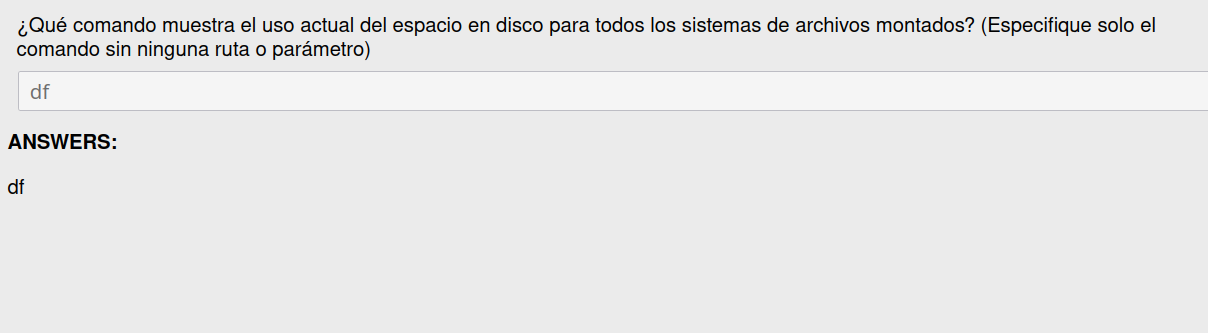 ¿Qué comando muestra el uso actual del espacio en disco para todos los sistemas de archivos montados? (Especifique solo el
comando sin ninguna ruta o parámetro)
df
ANSWERS:
df